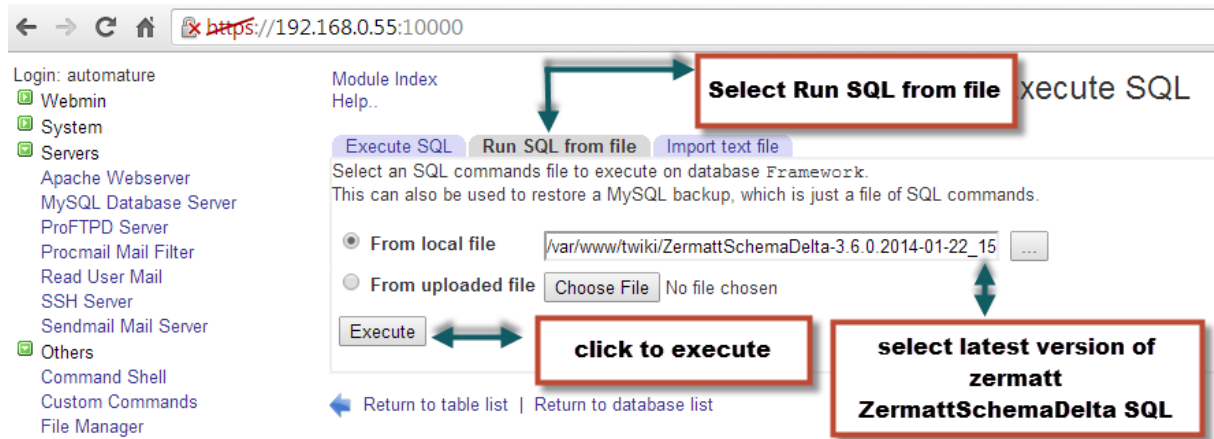 https://192.168.0.55:10000
Login: automature
Webmin
System
Servers
Apache Webserver
MySQL Database Server
ProFTPD Server
Procmail Mail Filter
Read User Mail
SSH Server
Sendmail Mail Server
Others
Command Shell
Custom Commands
File Manager
Module Index
Help..
Select Run SQL from file
xecute SQL
Execute SQL Run SQL from file Import text file
Select an SQL commands file to execute on database Framework.
This can also be used to restore a MySQL backup, which is just a file of SQL commands.
From local file /var/www/twiki/ZermattSchemaDelta-3.6.0.2014-01-22_15 ...
From uploaded file Choose File No file chosen
Execute
click to execute
select latest version of
zermatt
ZermattSchemaDelta SQL
Return to table list | Return to database list